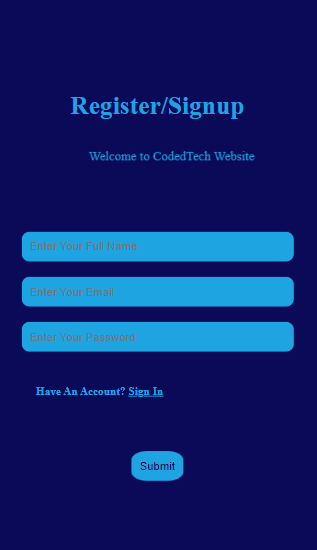 Register/Signup
Welcome to CodedTech Website
Enter Your Full Name
Enter Your Email
Enter Your Password
Have An Account? Sign In
Submit